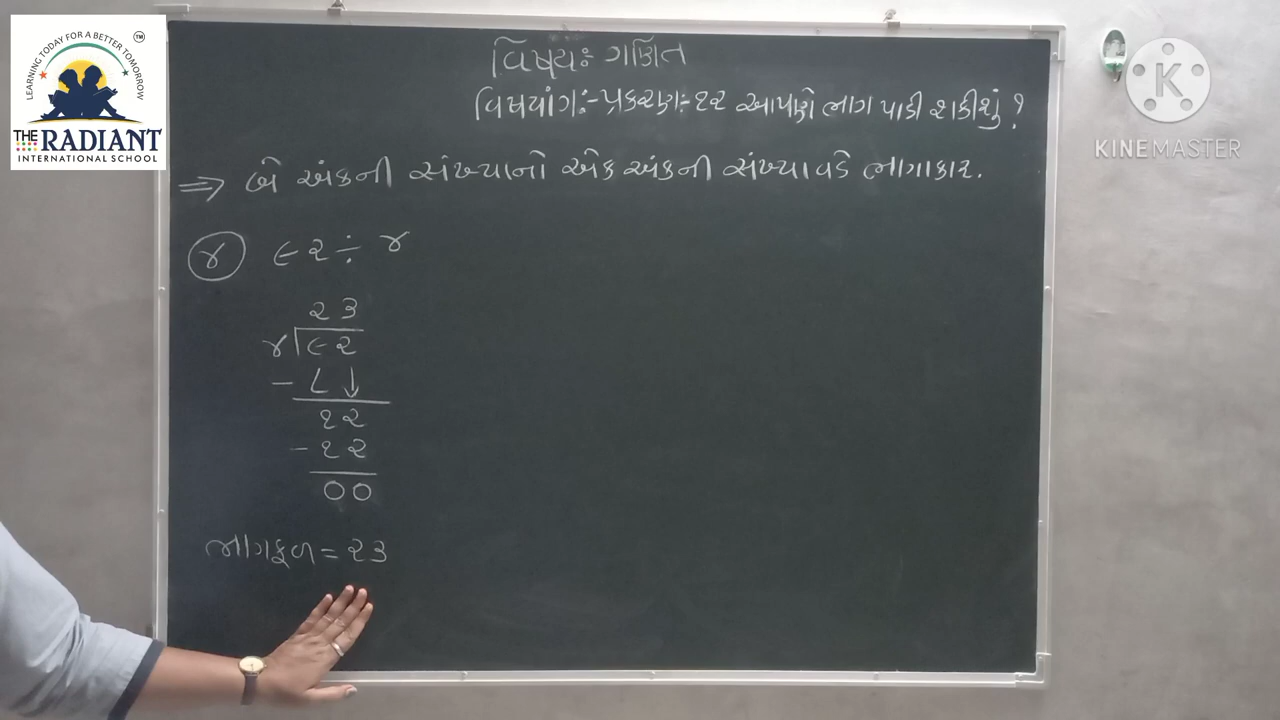 LEARNING TODAY FOR A BETTER TOMORROW
TM
THE RADIANT
INTERNATIONAL SCHOOL
K
KINEMASTER
વિષયઃ ગણિત
વિષયાંગઃ- પ્રકરણઃ- ૧૨ આપણે ભાગ પાડી શકીશું ?
⇒ બે અંકની સંખ્યાનો એક અંકની સંખ્યા વડે ભાગાકાર.
૪ ૯૨ ÷ ૪
૨૩
૪ ૯૨
- ૮ ↓
૧૨
- ૧૨
૦૦
ભાગફળ = ૨૩